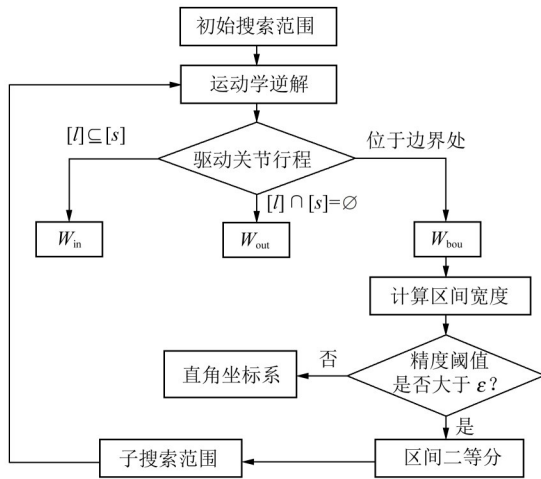 初始搜索范围
运动学逆解
[l]⊆[s]
驱动关节行程
位于边界处
[l]∩[s]=∅
W_in
W_out
W_bou
计算区间宽度
否
精度阈值
是否大于 ε?
直角坐标系
是
子搜索范围
区间二等分